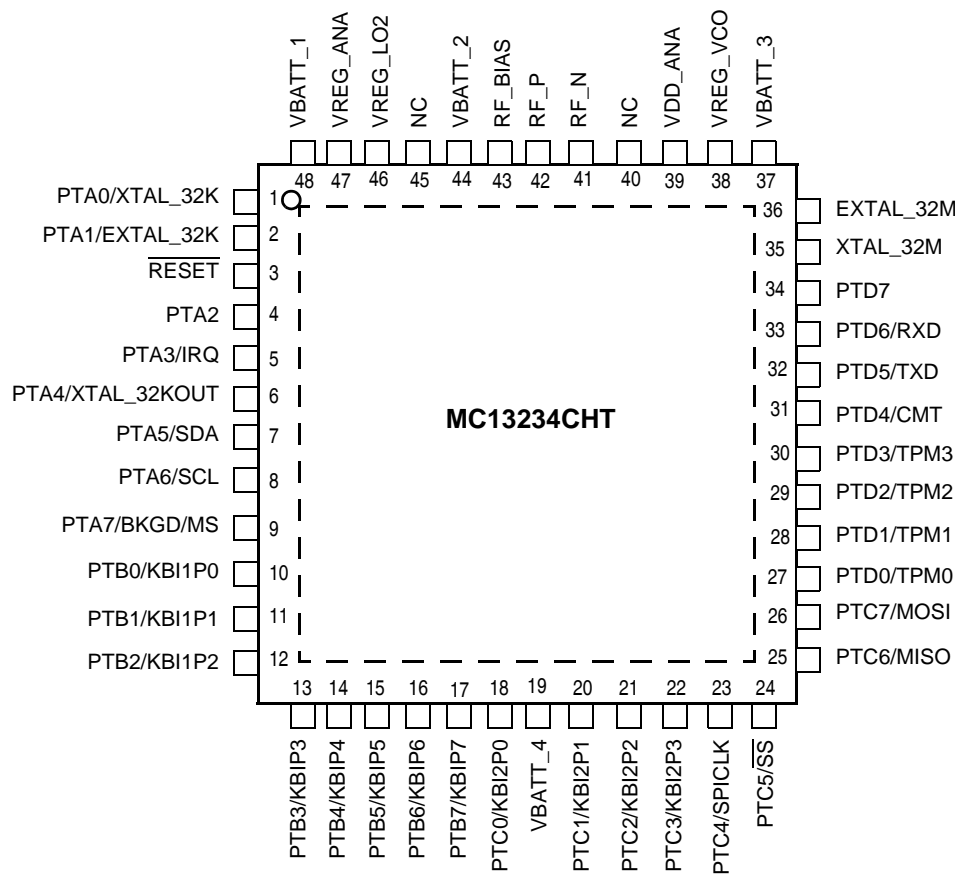 VBATT_1
VREG_ANA
VREG_LO2
NC
VBATT_2
RF_BIAS
RF_P
RF_N
NC
VDD_ANA
VREG_VCO
VBATT_3
48 47 46 45 44 43 42 41 40 39 38 37
PTA0/XTAL_32K 1
PTA1/EXTAL_32K 2
RESET 3
PTA2 4
PTA3/IRQ 5
PTA4/XTAL_32KOUT 6
PTA5/SDA 7
PTA6/SCL 8
PTA7/BKGD/MS 9
PTB0/KBI1P0 10
PTB1/KBI1P1 11
PTB2/KBI1P2 12
MC13234CHT
36 EXTAL_32M
35 XTAL_32M
34 PTD7
33 PTD6/RXD
32 PTD5/TXD
31 PTD4/CMT
30 PTD3/TPM3
29 PTD2/TPM2
28 PTD1/TPM1
27 PTD0/TPM0
26 PTC7/MOSI
25 PTC6/MISO
13 14 15 16 17 18 19 20 21 22 23 24
PTB3/KBIP3
PTB4/KBIP4
PTB5/KBIP5
PTB6/KBIP6
PTB7/KBIP7
PTC0/KBI2P0
VBATT_4
PTC1/KBI2P1
PTC2/KBI2P2
PTC3/KBI2P3
PTC4/SPICLK
PTC5/SS